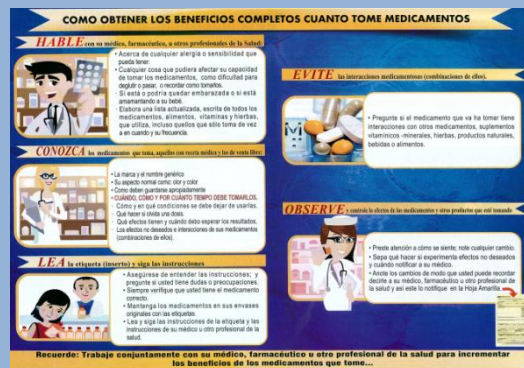 COMO OBTENER LOS BENEFICIOS COMPLETOS CUANTO TOME MEDICAMENTOS
HABLE con su médico, farmacéutico, u otros profesionales de la Salud:
• Acerca de cualquier alergia o sensibilidad que
pueda tener.
• Cualquier cosa que pudiera afectar su capacidad
de tomar los medicamentos, como dificultad para
deglutir o pasar, o recordar como tomarlos.
• Si está o podría quedar embarazada o si está
amamantando a su bebé.
• Elabora una lista actualizada, escrita de todos los
medicamentos, alimentos, vitaminas y hierbas,
que utiliza, incluso aquellos que sólo toma de vez
en cuando y su frecuencia.
CONOZCA los medicamentos que toma, aquellos con receta médica y los de venta libre:
• La marca y el nombre genérico
• Su aspecto normal como: olor y color
• Como deben guardarse apropiadamente
• CUÁNDO, CÓMO Y POR CUÁNTO TIEMPO DEBE TOMARLOS.
· Cómo y en qué condiciones se debe dejar de usarlas.
· Qué hacer si olvida una dosis.
· Qué efectos tienen y cuándo debo esperar los resultados.
· Los efectos no deseados e interacciones de sus medicamentos
(combinaciones de ellos).
LEA la etiqueta (inserto) y siga las instrucciones
• Asegúrese de entender las instrucciones; y
pregunte si usted tiene dudas o preocupaciones.
• Siempre verifique que usted tiene el medicamento
correcto.
• Mantenga los medicamentos en sus envases
originales con las etiquetas.
• Lea y siga las instrucciones de la etiqueta y las
instrucciones de su médico u otro profesional de la
salud.
EVITE las interacciones medicamentosas (combinaciones de ellos).
• Pregunte si el medicamento que va ha tomar tiene
interacciones con otros medicamentos, suplementos
vitamínicos -minerales, hierbas, productos naturales,
bebidas o alimentos.
OBSERVE y controle la efectos de los medicamentos y otros productos que esté tomando
• Preste atención a cómo se siente; note cualquier cambio.
• Sepa qué hacer si experimenta efectos no deseados
y cuándo notificar a su médico.
• Anote los cambios de modo que usted puede recordar
decirle a su médico, farmacéutico u otro profesional de
la salud y así este lo notifique en la Hoja Amarilla.
Recuerde: Trabaje conjuntamente con su médico, farmacéutico u otro profesional de la salud para incrementar
los beneficios de los medicamentos que tome...